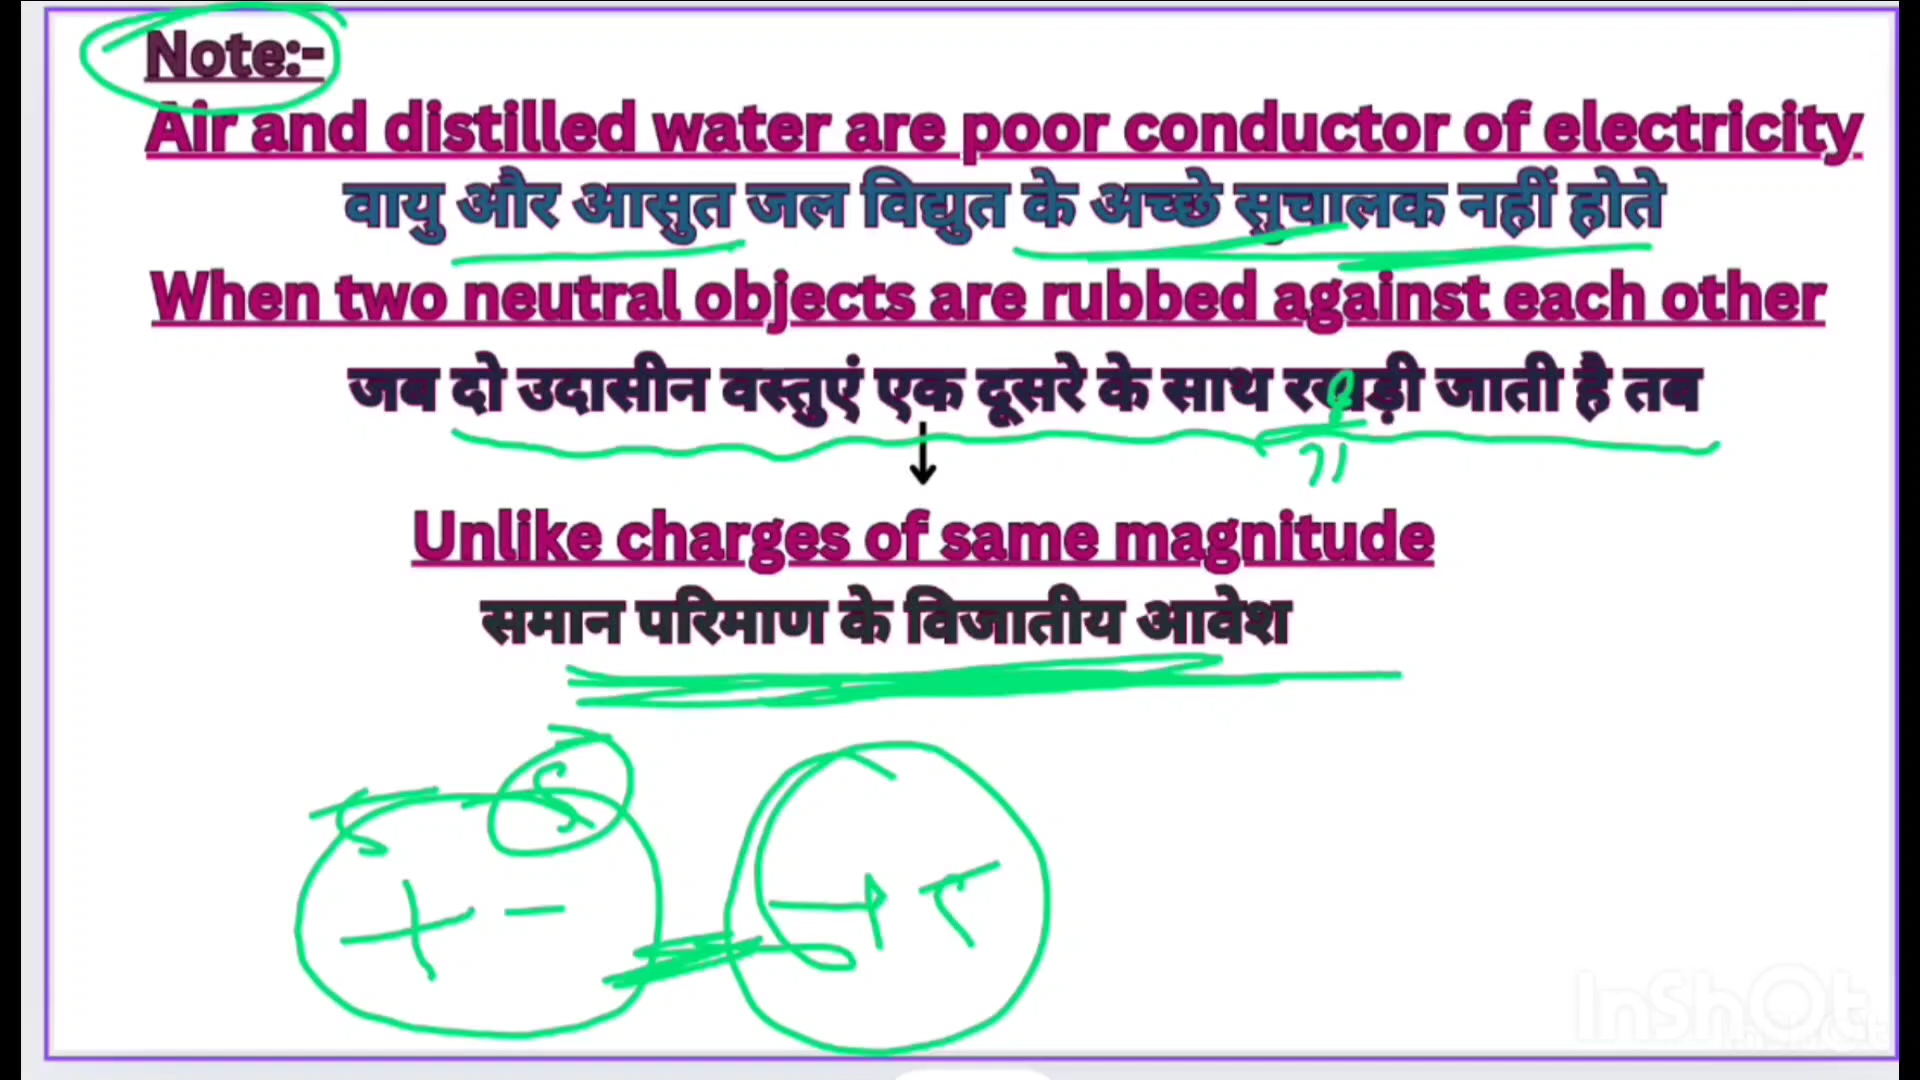 Note:-
Air and distilled water are poor conductor of electricity
वायु और आसुत जल विद्युत के अच्छे सुचालक नहीं होते
When two neutral objects are rubbed against each other
जब दो उदासीन वस्तुएं एक दूसरे के साथ जाती है तब
Unlike charges of same magnitude
समान परिमाण के विजातीय आवेश
+ -
InShOt